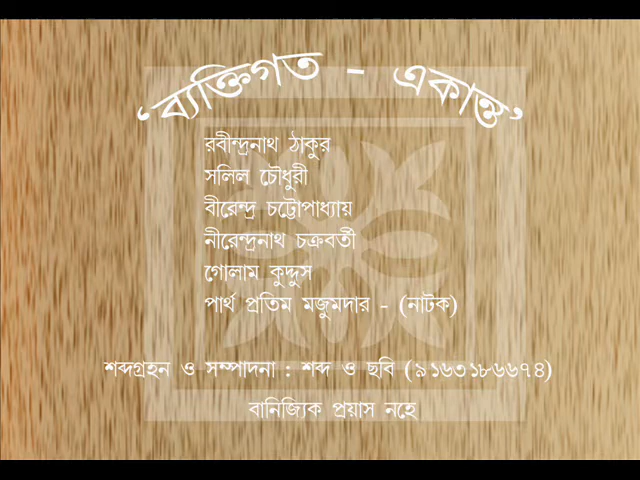 ‘ব্যক্তিগত - একান্ত’
রবীন্দ্রনাথ ঠাকুর
সলিল চৌধুরী
বীরেন্দ্র চট্টোপাধ্যায়
নীরেন্দ্রনাথ চক্রবর্তী
গোলাম কুদ্দুস
পার্থ প্রতিম মজুমদার - (নাটক)
শব্দগ্রহন ও সম্পাদনা : শব্দ ও ছবি (৯১৬৩১৮৬৬৭৪)
বানিজ্যিক প্রয়াস নহে